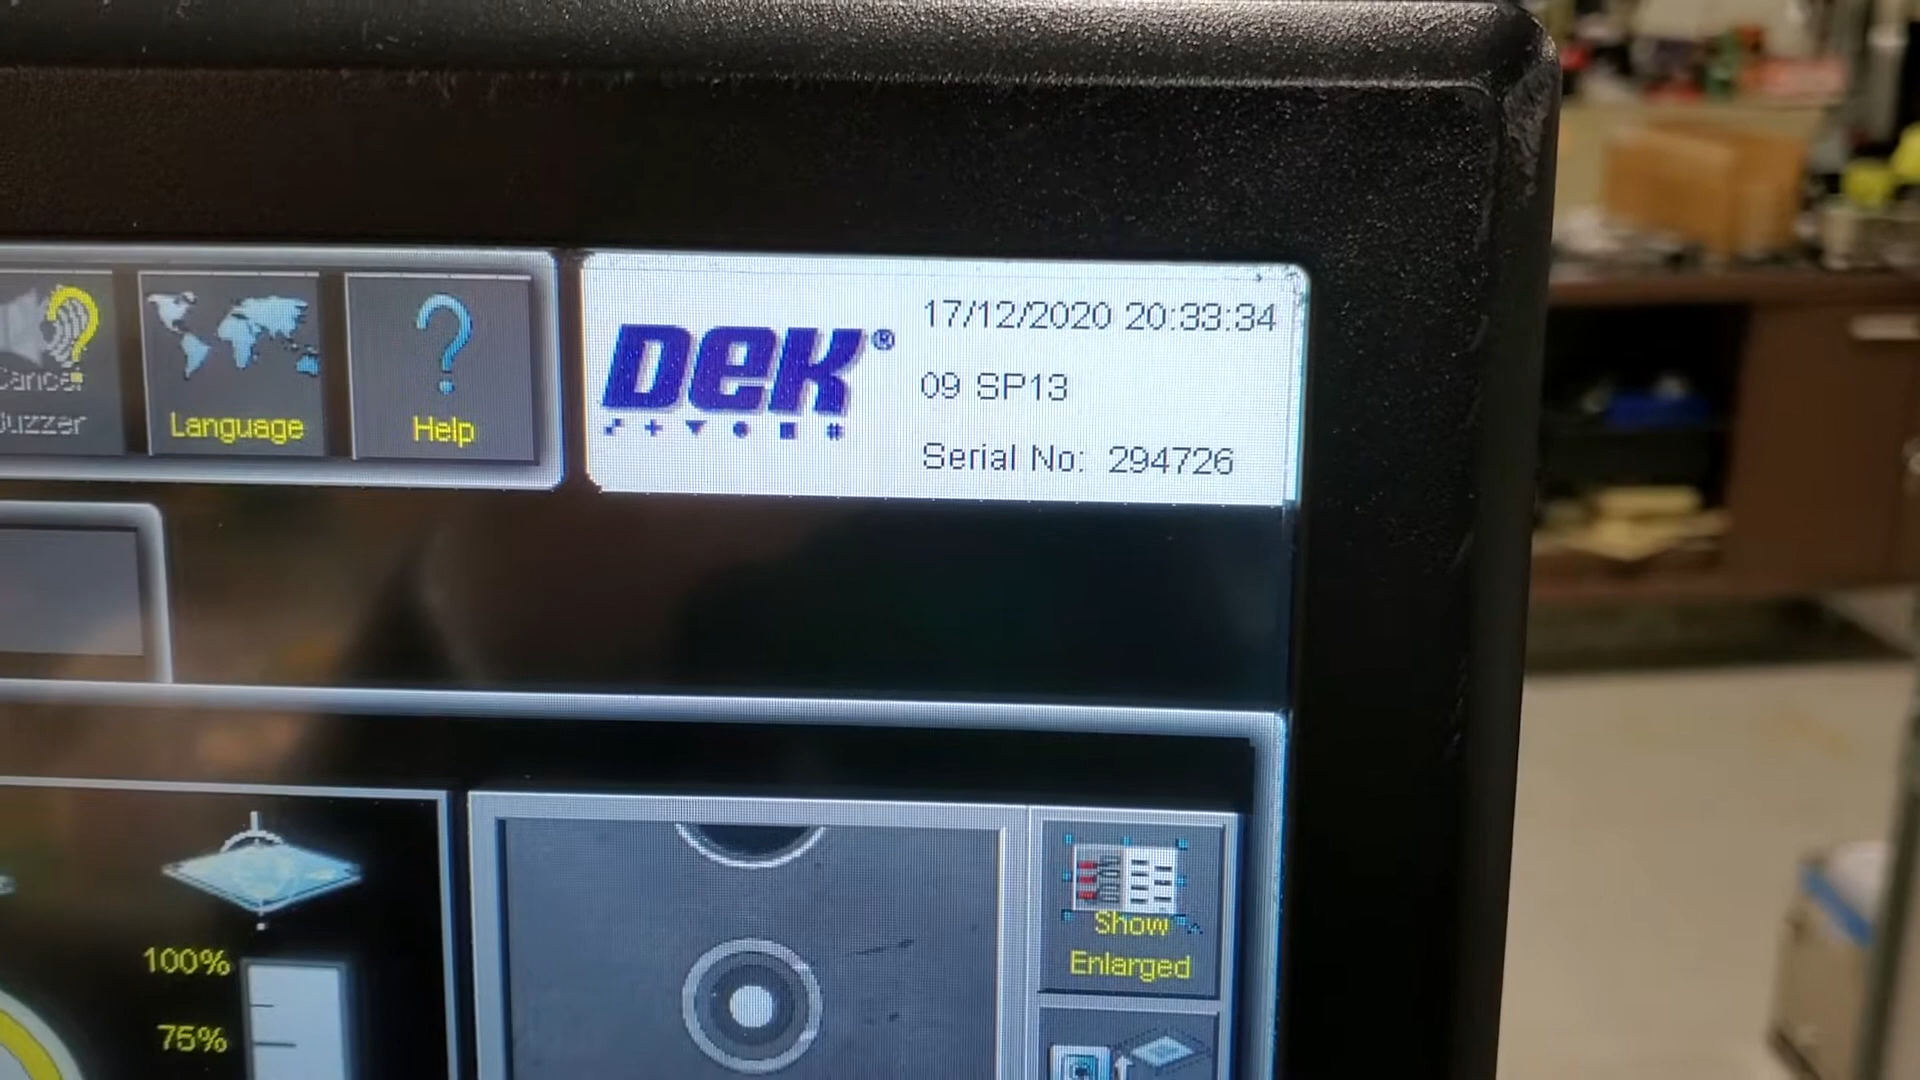 Cancel
Buzzer
Language
Help
DEK®
17/12/2020 20:33:34
09 SP13
Serial No: 294726
100%
75%
Show
Enlarged